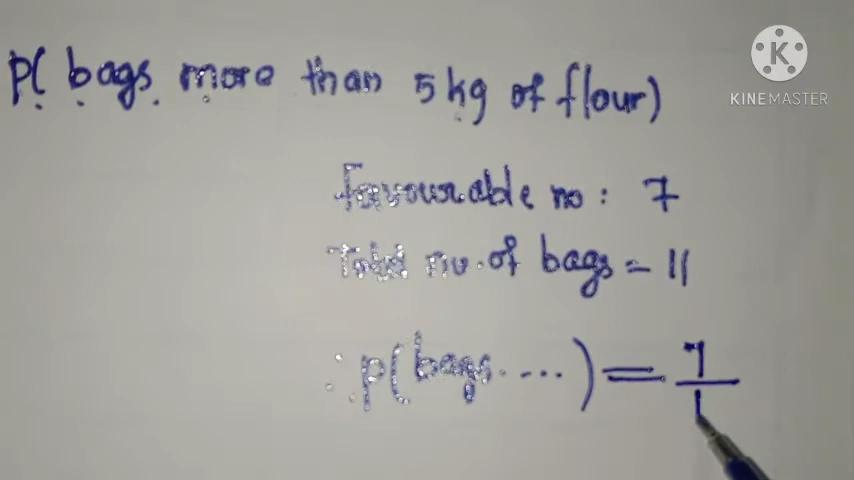 P( bags more than 5 kg of flour)
KINEMASTER
Favourable no : 7
Total no. of bags = 11
∴ P(bags ....) = 7/1